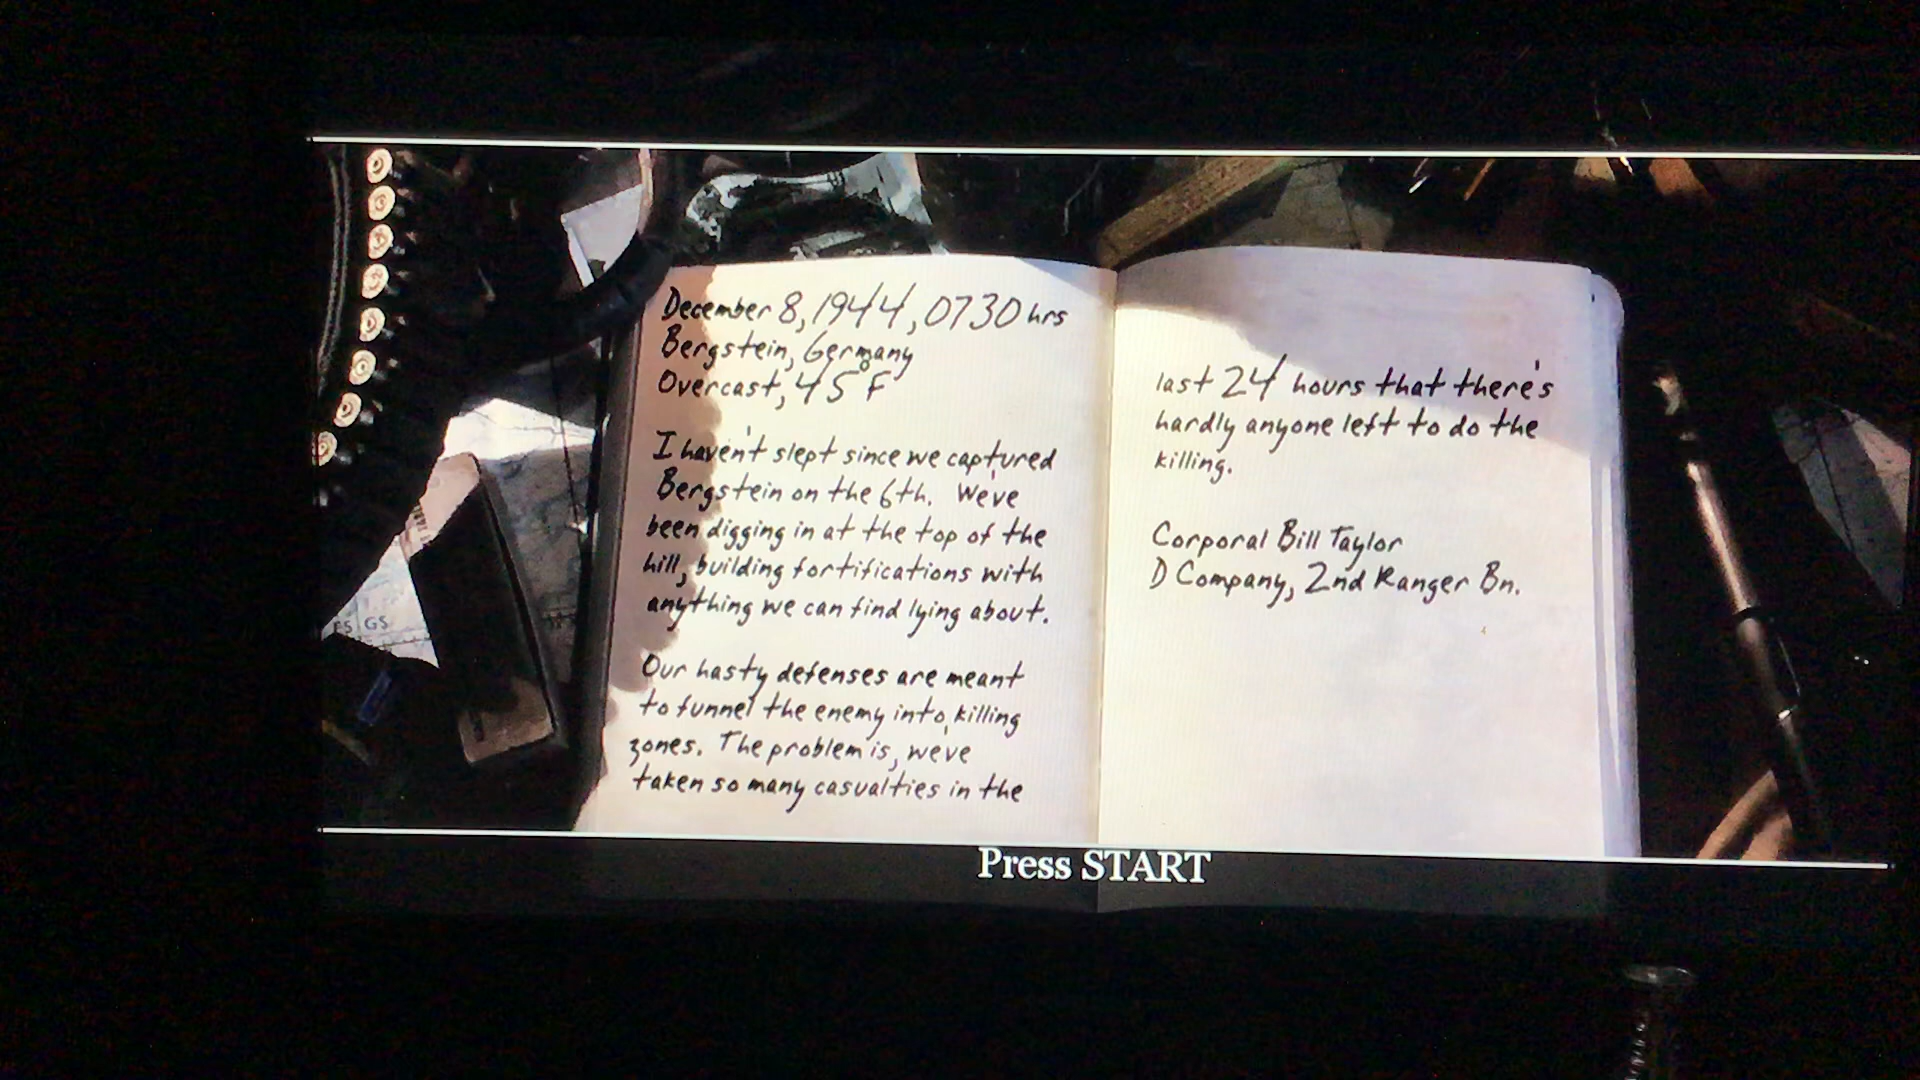 December 8, 1944, 0730 hrs
Bergstein, Germany
Overcast, 45°F
I haven't slept since we captured
Bergstein on the 6th. We've
been digging in at the top of the
hill, building fortifications with
anything we can find lying about.
Our hasty defenses are meant
to funnel the enemy into killing
zones. The problem is, we've
taken so many casualties in the
last 24 hours that there's
hardly anyone left to do the
killing.
Corporal Bill Taylor
D Company, 2nd Ranger Bn.
GS
Press START